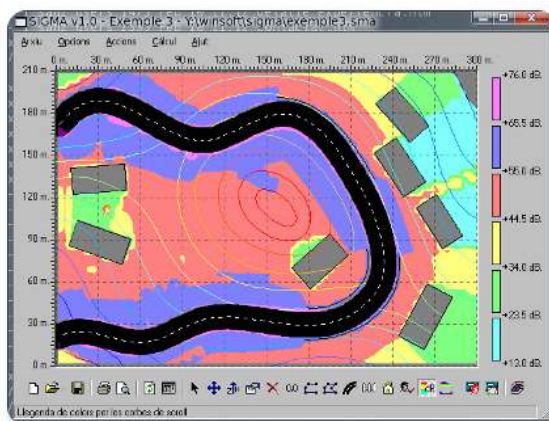 SIGMA v1.0 - Exemple 3 - Y:\winsoft\sigma\exemple3.sma
Arxiu Opcions Accions Càlcul Ajut
0 m 30 m 60 m 90 m 120 m 150 m 180 m 210 m 240 m 270 m 300 m
210 m
180 m
150 m
120 m
90 m
60 m
30 m
0 m
+76.0 dB.
+65.5 dB.
+55.0 dB.
+44.5 dB.
+34.0 dB.
+23.5 dB.
+13.0 dB.
Llegenda de colors per les corbes de soroll